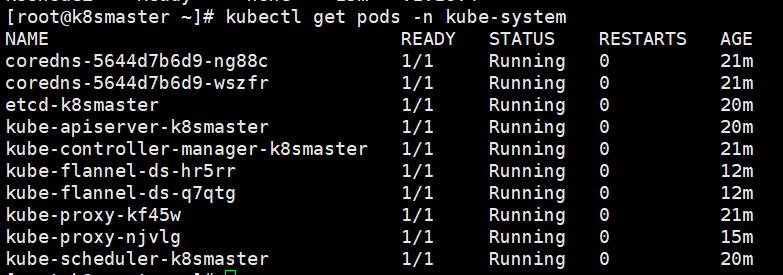 [root@k8smaster ~]# kubectl get pods -n kube-system
NAME READY STATUS RESTARTS AGE
coredns-5644d7b6d9-ng88c 1/1 Running 0 21m
coredns-5644d7b6d9-wszfr 1/1 Running 0 21m
etcd-k8smaster 1/1 Running 0 20m
kube-apiserver-k8smaster 1/1 Running 0 20m
kube-controller-manager-k8smaster 1/1 Running 0 21m
kube-flannel-ds-hr5rr 1/1 Running 0 12m
kube-flannel-ds-q7qtg 1/1 Running 0 12m
kube-proxy-kf45w 1/1 Running 0 21m
kube-proxy-njvlg 1/1 Running 0 15m
kube-scheduler-k8smaster 1/1 Running 0 20m